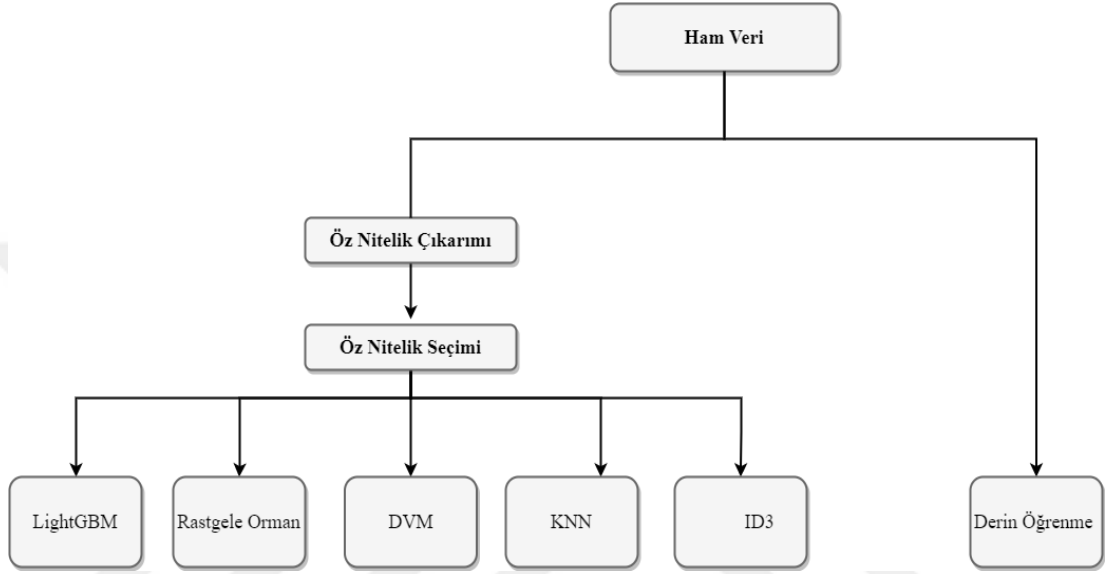 Ham Veri
Öz Nitelik Çıkarımı
Öz Nitelik Seçimi
LightGBM
Rastgele Orman
DVM
KNN
ID3
Derin Öğrenme